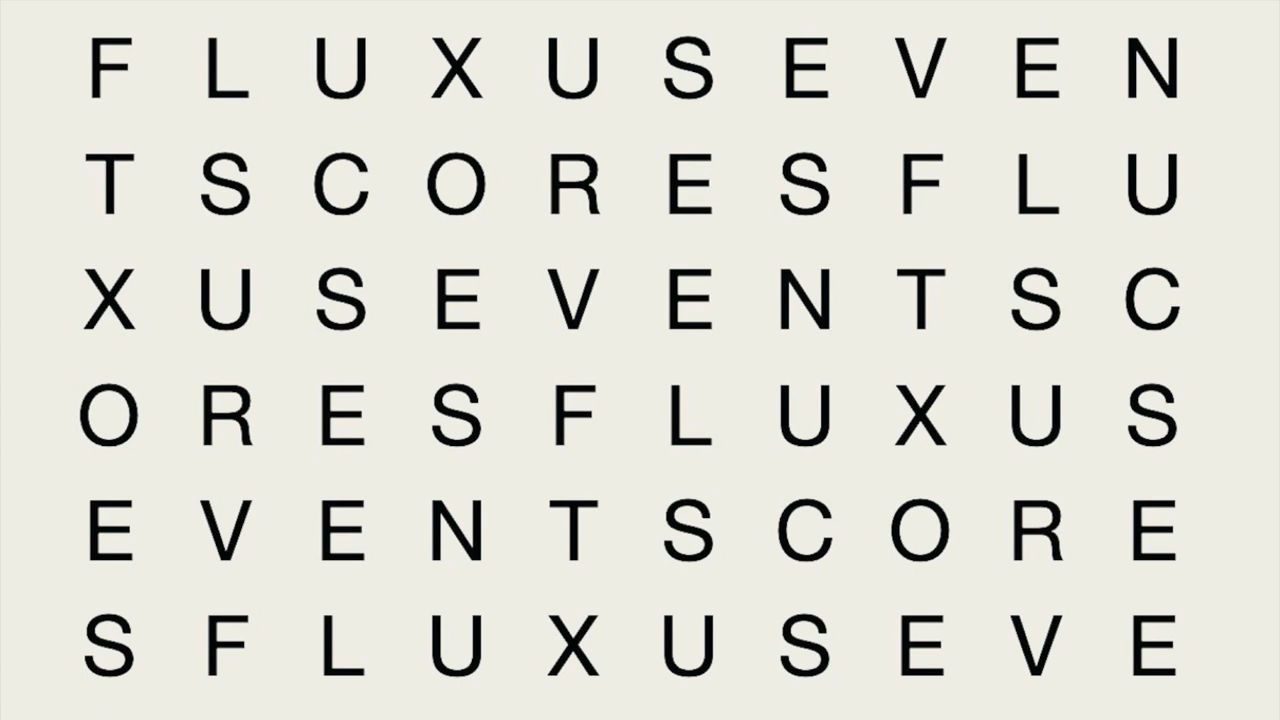 F L U X U S E V E N
T S C O R E S F L U
X U S E V E N T S C
O R E S F L U X U S
E V E N T S C O R E
S F L U X U S E V E